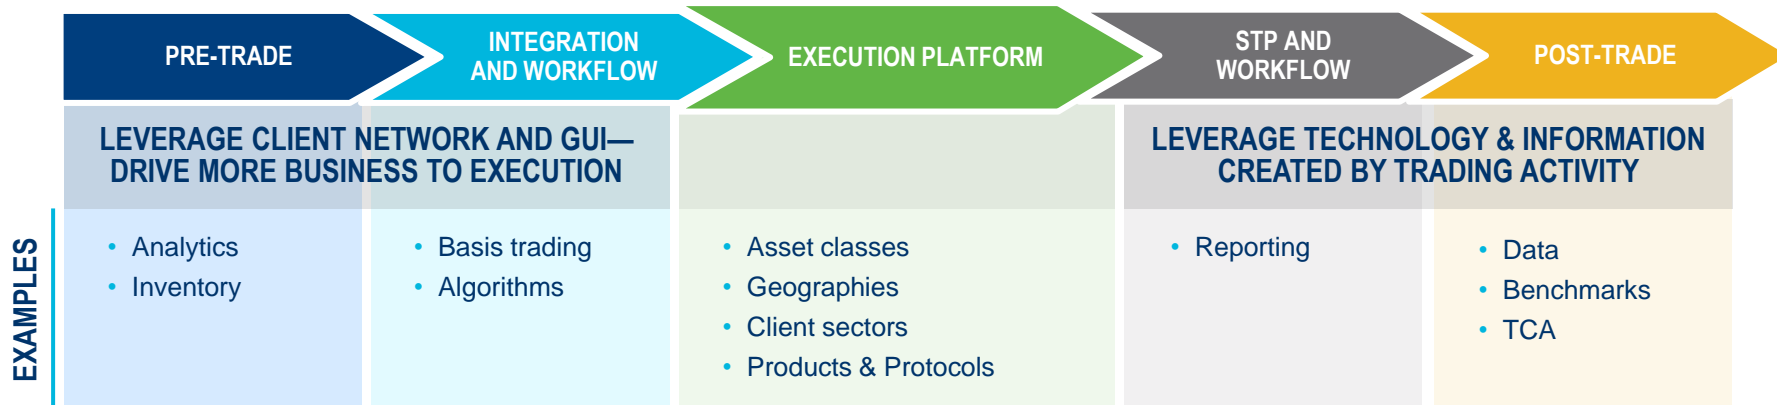 PRE-TRADE
INTEGRATION
AND WORKFLOW
EXECUTION PLATFORM
STP AND
WORKFLOW
POST-TRADE
LEVERAGE CLIENT NETWORK AND GUI—
DRIVE MORE BUSINESS TO EXECUTION
LEVERAGE TECHNOLOGY & INFORMATION
CREATED BY TRADING ACTIVITY
EXAMPLES
• Analytics
• Inventory
• Basis trading
• Algorithms
• Asset classes
• Geographies
• Client sectors
• Products & Protocols
• Reporting
• Data
• Benchmarks
• TCA